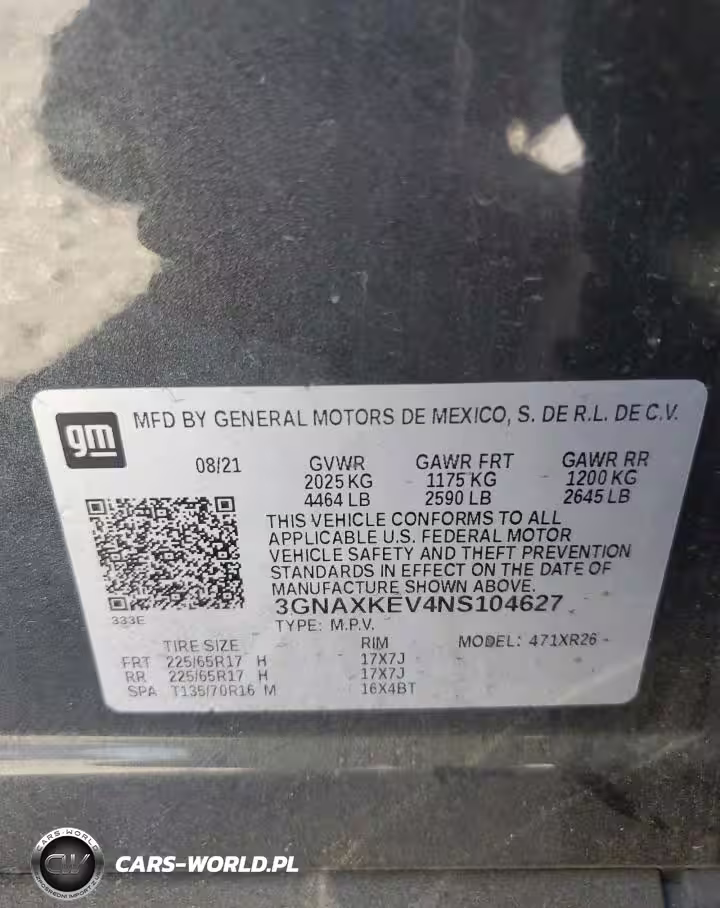 gm
MFD BY GENERAL MOTORS DE MEXICO, S. DE R.L. DE C.V.
08/21 GVWR GAWR FRT GAWR RR
2025 KG 1175 KG 1200 KG
4464 LB 2590 LB 2645 LB
THIS VEHICLE CONFORMS TO ALL
APPLICABLE U.S. FEDERAL MOTOR
VEHICLE SAFETY AND THEFT PREVENTION
STANDARDS IN EFFECT ON THE DATE OF
MANUFACTURE SHOWN ABOVE.
3GNAXKEV4NS104627
333E
TYPE: M.P.V.
TIRE SIZE RIM MODEL: 471XR26
FRT 225/65R17 H 17X7J
RR 225/65R17 H 17X7J
SPA T135/70R16 M 16X4BT
CARS-WORLD
CW
CARS-WORLD.PL